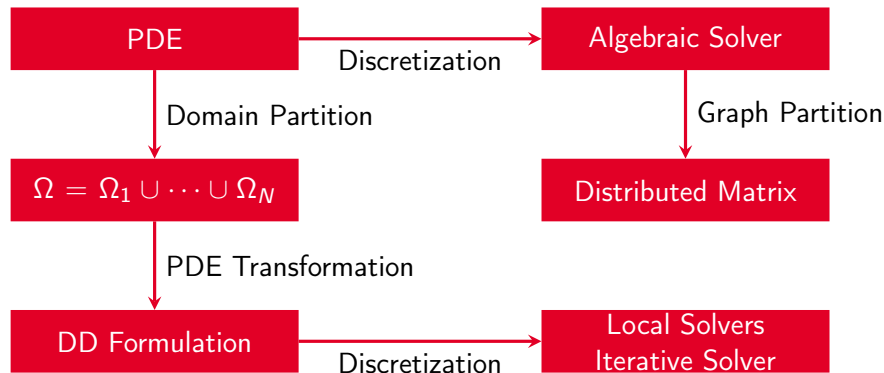 PDE
Discretization
Algebraic Solver
Domain Partition
Graph Partition
Ω = Ω₁ ∪ ⋯ ∪ Ω_N
Distributed Matrix
PDE Transformation
DD Formulation
Discretization
Local Solvers
Iterative Solver